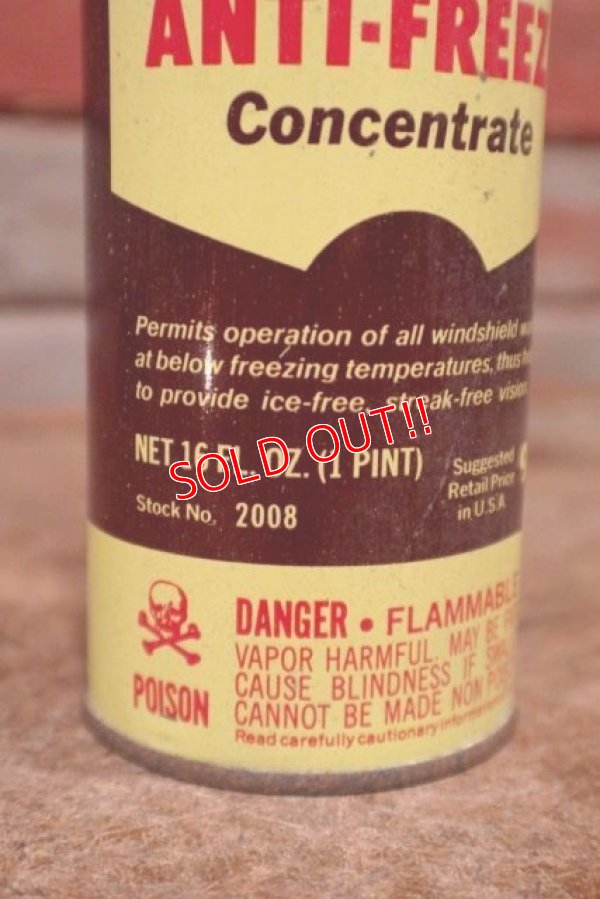 ANTI-FREEZ
Concentrate
Permits operation of all windshield
at below freezing temperatures, thus
to provide ice-free, streak-free vision
NET 16 FL. OZ. (1 PINT)
Suggested
Retail Price
in U.S.A.
Stock No. 2008
SOLD OUT!!
POISON
DANGER • FLAMMABLE
VAPOR HARMFUL. MAY BE
CAUSE BLINDNESS IF
CANNOT BE MADE NON
Read carefully cautionary